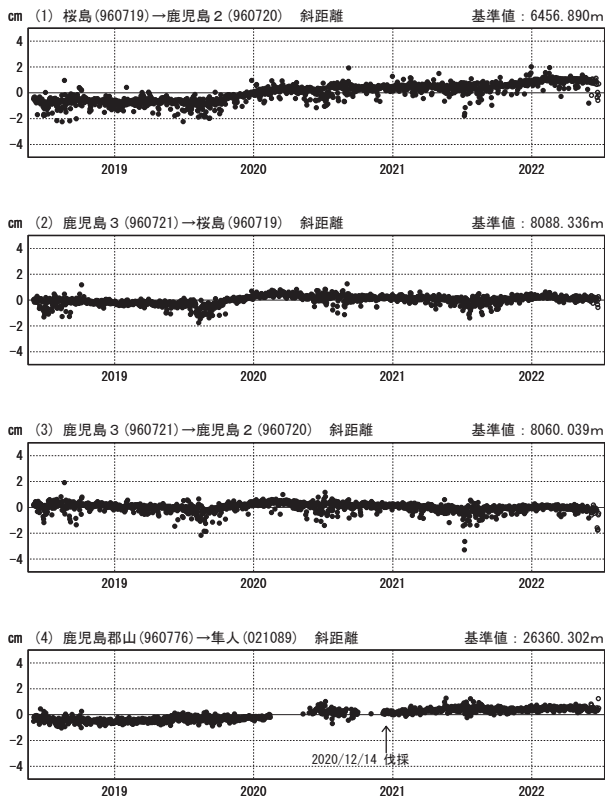 cm (1) 桜島(960719)→鹿児島2(960720) 斜距離 基準値：6456.890m
4
2
0
-2
-4
2019 2020 2021 2022
cm (2) 鹿児島3(960721)→桜島(960719) 斜距離 基準値：8088.336m
4
2
0
-2
-4
2019 2020 2021 2022
cm (3) 鹿児島3(960721)→鹿児島2(960720) 斜距離 基準値：8060.039m
4
2
0
-2
-4
2019 2020 2021 2022
cm (4) 鹿児島郡山(960776)→隼人(021089) 斜距離 基準値：26360.302m
4
2
0
-2
-4
2020/12/14 伐採
2019 2020 2021 2022